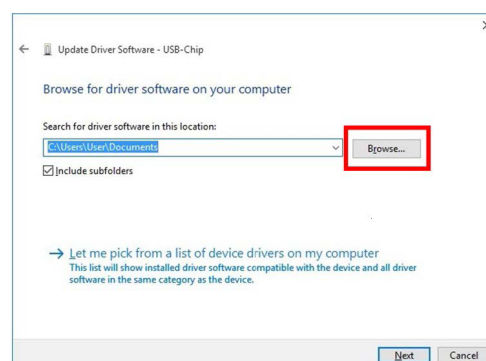 Update Driver Software - USB-Chip
Browse for driver software on your computer
Search for driver software in this location:
C:\Users\User\Documents
Browse...
Include subfolders
Let me pick from a list of device drivers on my computer
This list will show installed driver software compatible with the device and all driver
software in the same category as the device.
Next Cancel